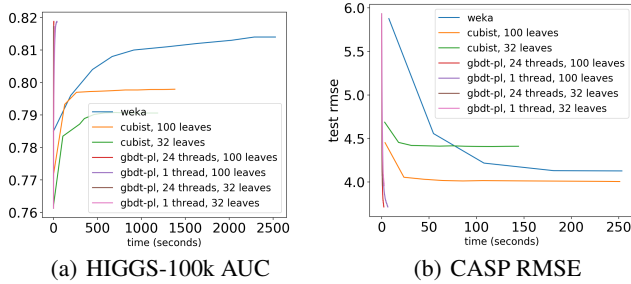 0.82
0.81
0.80
0.79
0.78
0.77
0.76
weka
cubist, 100 leaves
cubist, 32 leaves
gbdt-pl, 24 threads, 100 leaves
gbdt-pl, 1 thread, 100 leaves
gbdt-pl, 24 threads, 32 leaves
gbdt-pl, 1 thread, 32 leaves
0 500 1000 1500 2000 2500
time (seconds)
(a) HIGGS-100k AUC
test rmse
6.0
5.5
5.0
4.5
4.0
weka
cubist, 100 leaves
cubist, 32 leaves
gbdt-pl, 24 threads, 100 leaves
gbdt-pl, 1 thread, 100 leaves
gbdt-pl, 24 threads, 32 leaves
gbdt-pl, 1 thread, 32 leaves
0 50 100 150 200 250
time (seconds)
(b) CASP RMSE